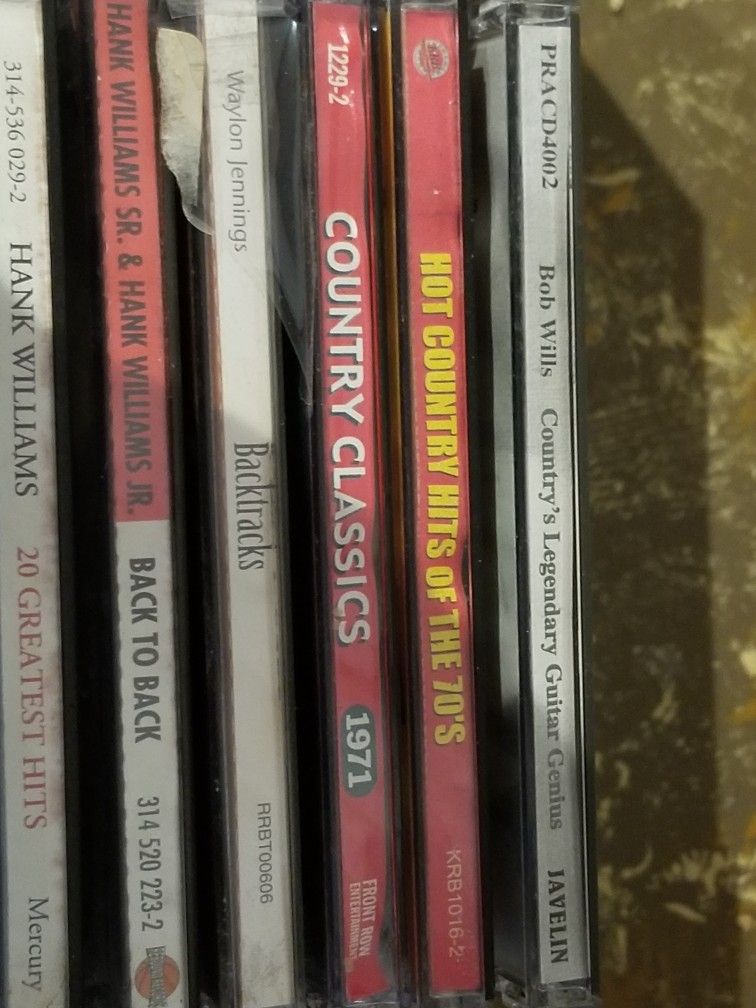 314-536 029-2 HANK WILLIAMS 20 GREATEST HITS Mercury
HANK WILLIAMS SR. & HANK WILLIAMS JR. BACK TO BACK 314 520 223-2
Waylon Jennings Backtracks RRBT00606
1229-2 COUNTRY CLASSICS 1971 FRONT ROW
ENTERTAINMENT
HOT COUNTRY HITS OF THE 70'S KRB1016-2
PRACD4002 Bob Wills Country's Legendary Guitar Genius JAVELIN